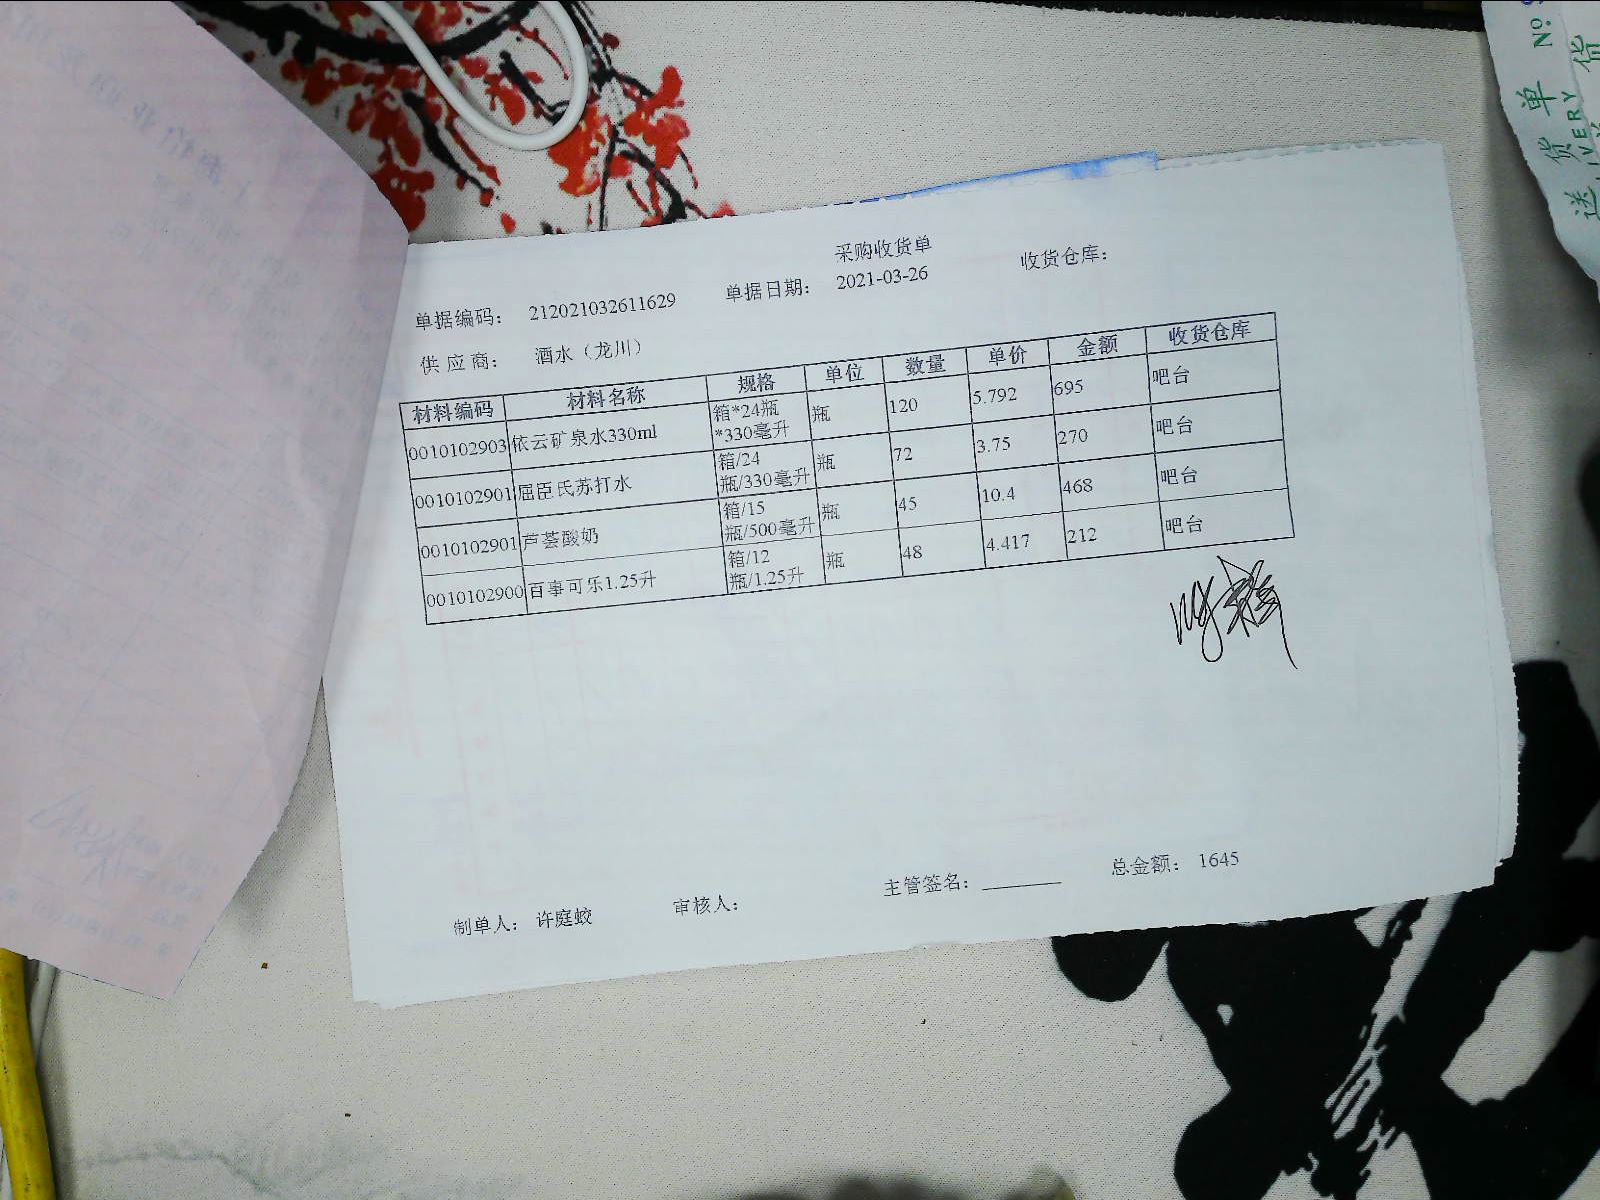 采购收货单
单据编码： 212021032611629 单据日期： 2021-03-26 收货仓库：
供 应 商： 酒水（龙川）
材料编码 材料名称 规格 单位 数量 单价 金额 收货仓库
0010102903 依云矿泉水330ml 箱*24瓶*330毫升 瓶 120 5.792 695 吧台
0010102901 屈臣氏苏打水 箱/24瓶/330毫升 瓶 72 3.75 270 吧台
0010102901 芦荟酸奶 箱/15瓶/500毫升 瓶 45 10.4 468 吧台
0010102900 百事可乐1.25升 箱/12瓶/1.25升 瓶 48 4.417 212 吧台
制单人： 许庭蛟 审核人： 主管签名： 总金额： 1645
送货单 No.